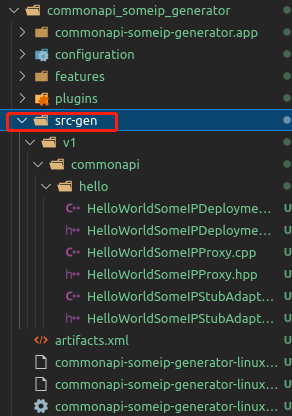 commonapi_someip_generator
commonapi-someip-generator.app
configuration
features
plugins
src-gen
v1
commonapi
hello
HelloWorldSomeIPDeployme...
HelloWorldSomeIPDeployme... U
HelloWorldSomeIPProxy.cpp U
HelloWorldSomeIPProxy.hpp U
HelloWorldSomeIPStubAdapt... U
HelloWorldSomeIPStubAdapt... U
artifacts.xml U
commonapi-someip-generator-linux... U
commonapi-someip-generator-linux... U
commonapi-someip-generator-linux... U